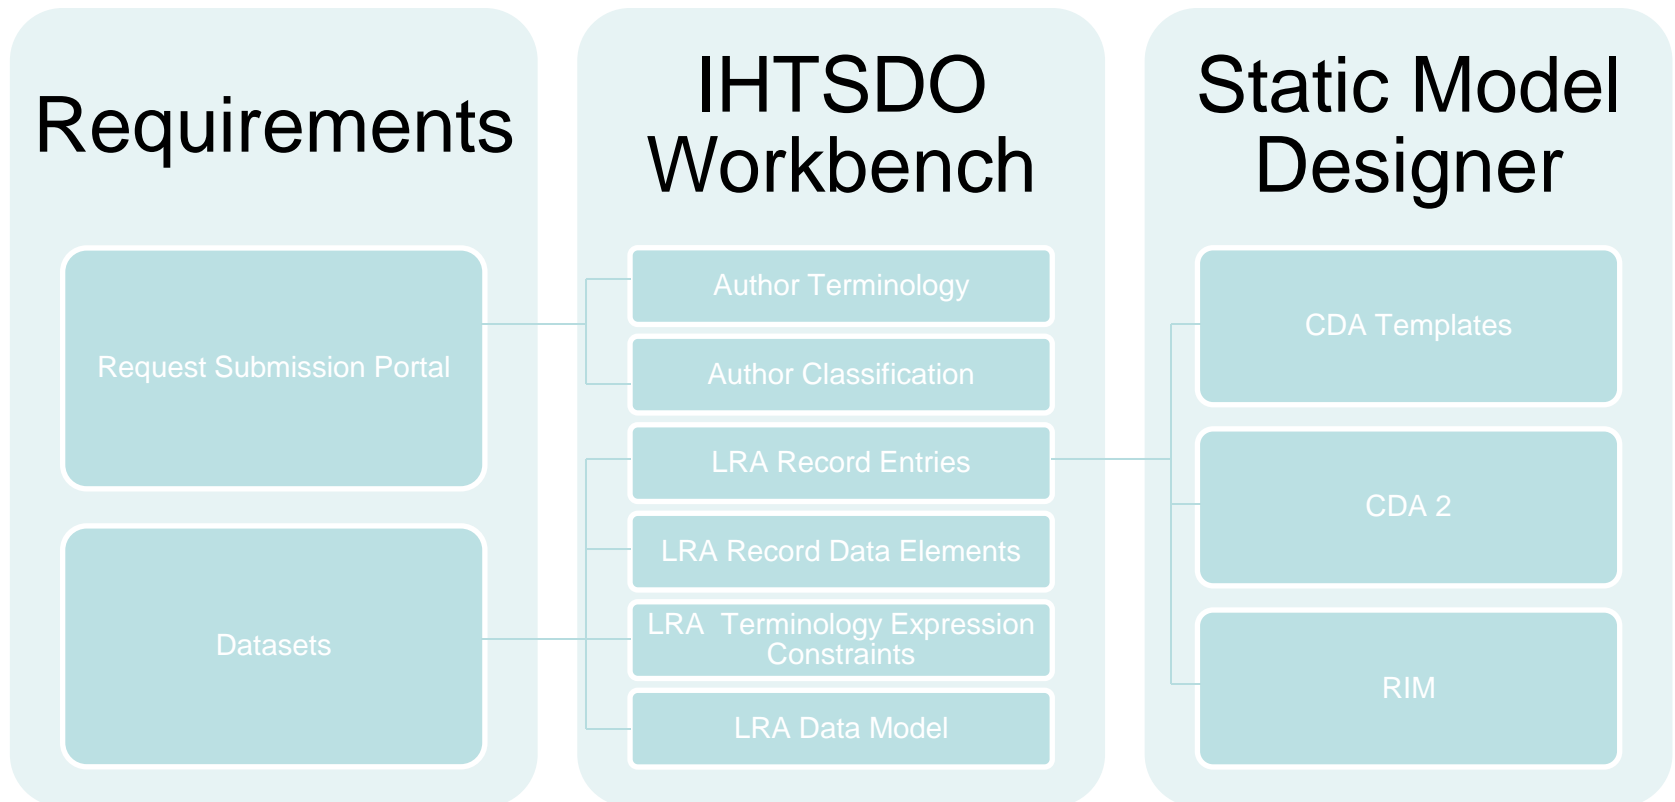 Requirements
Request Submission Portal
Datasets
IHTSDO
Workbench
Author Terminology
Author Classification
LRA Record Entries
LRA Record Data Elements
LRA  Terminology Expression
Constraints
LRA Data Model
Static Model
Designer
CDA Templates
CDA 2
RIM